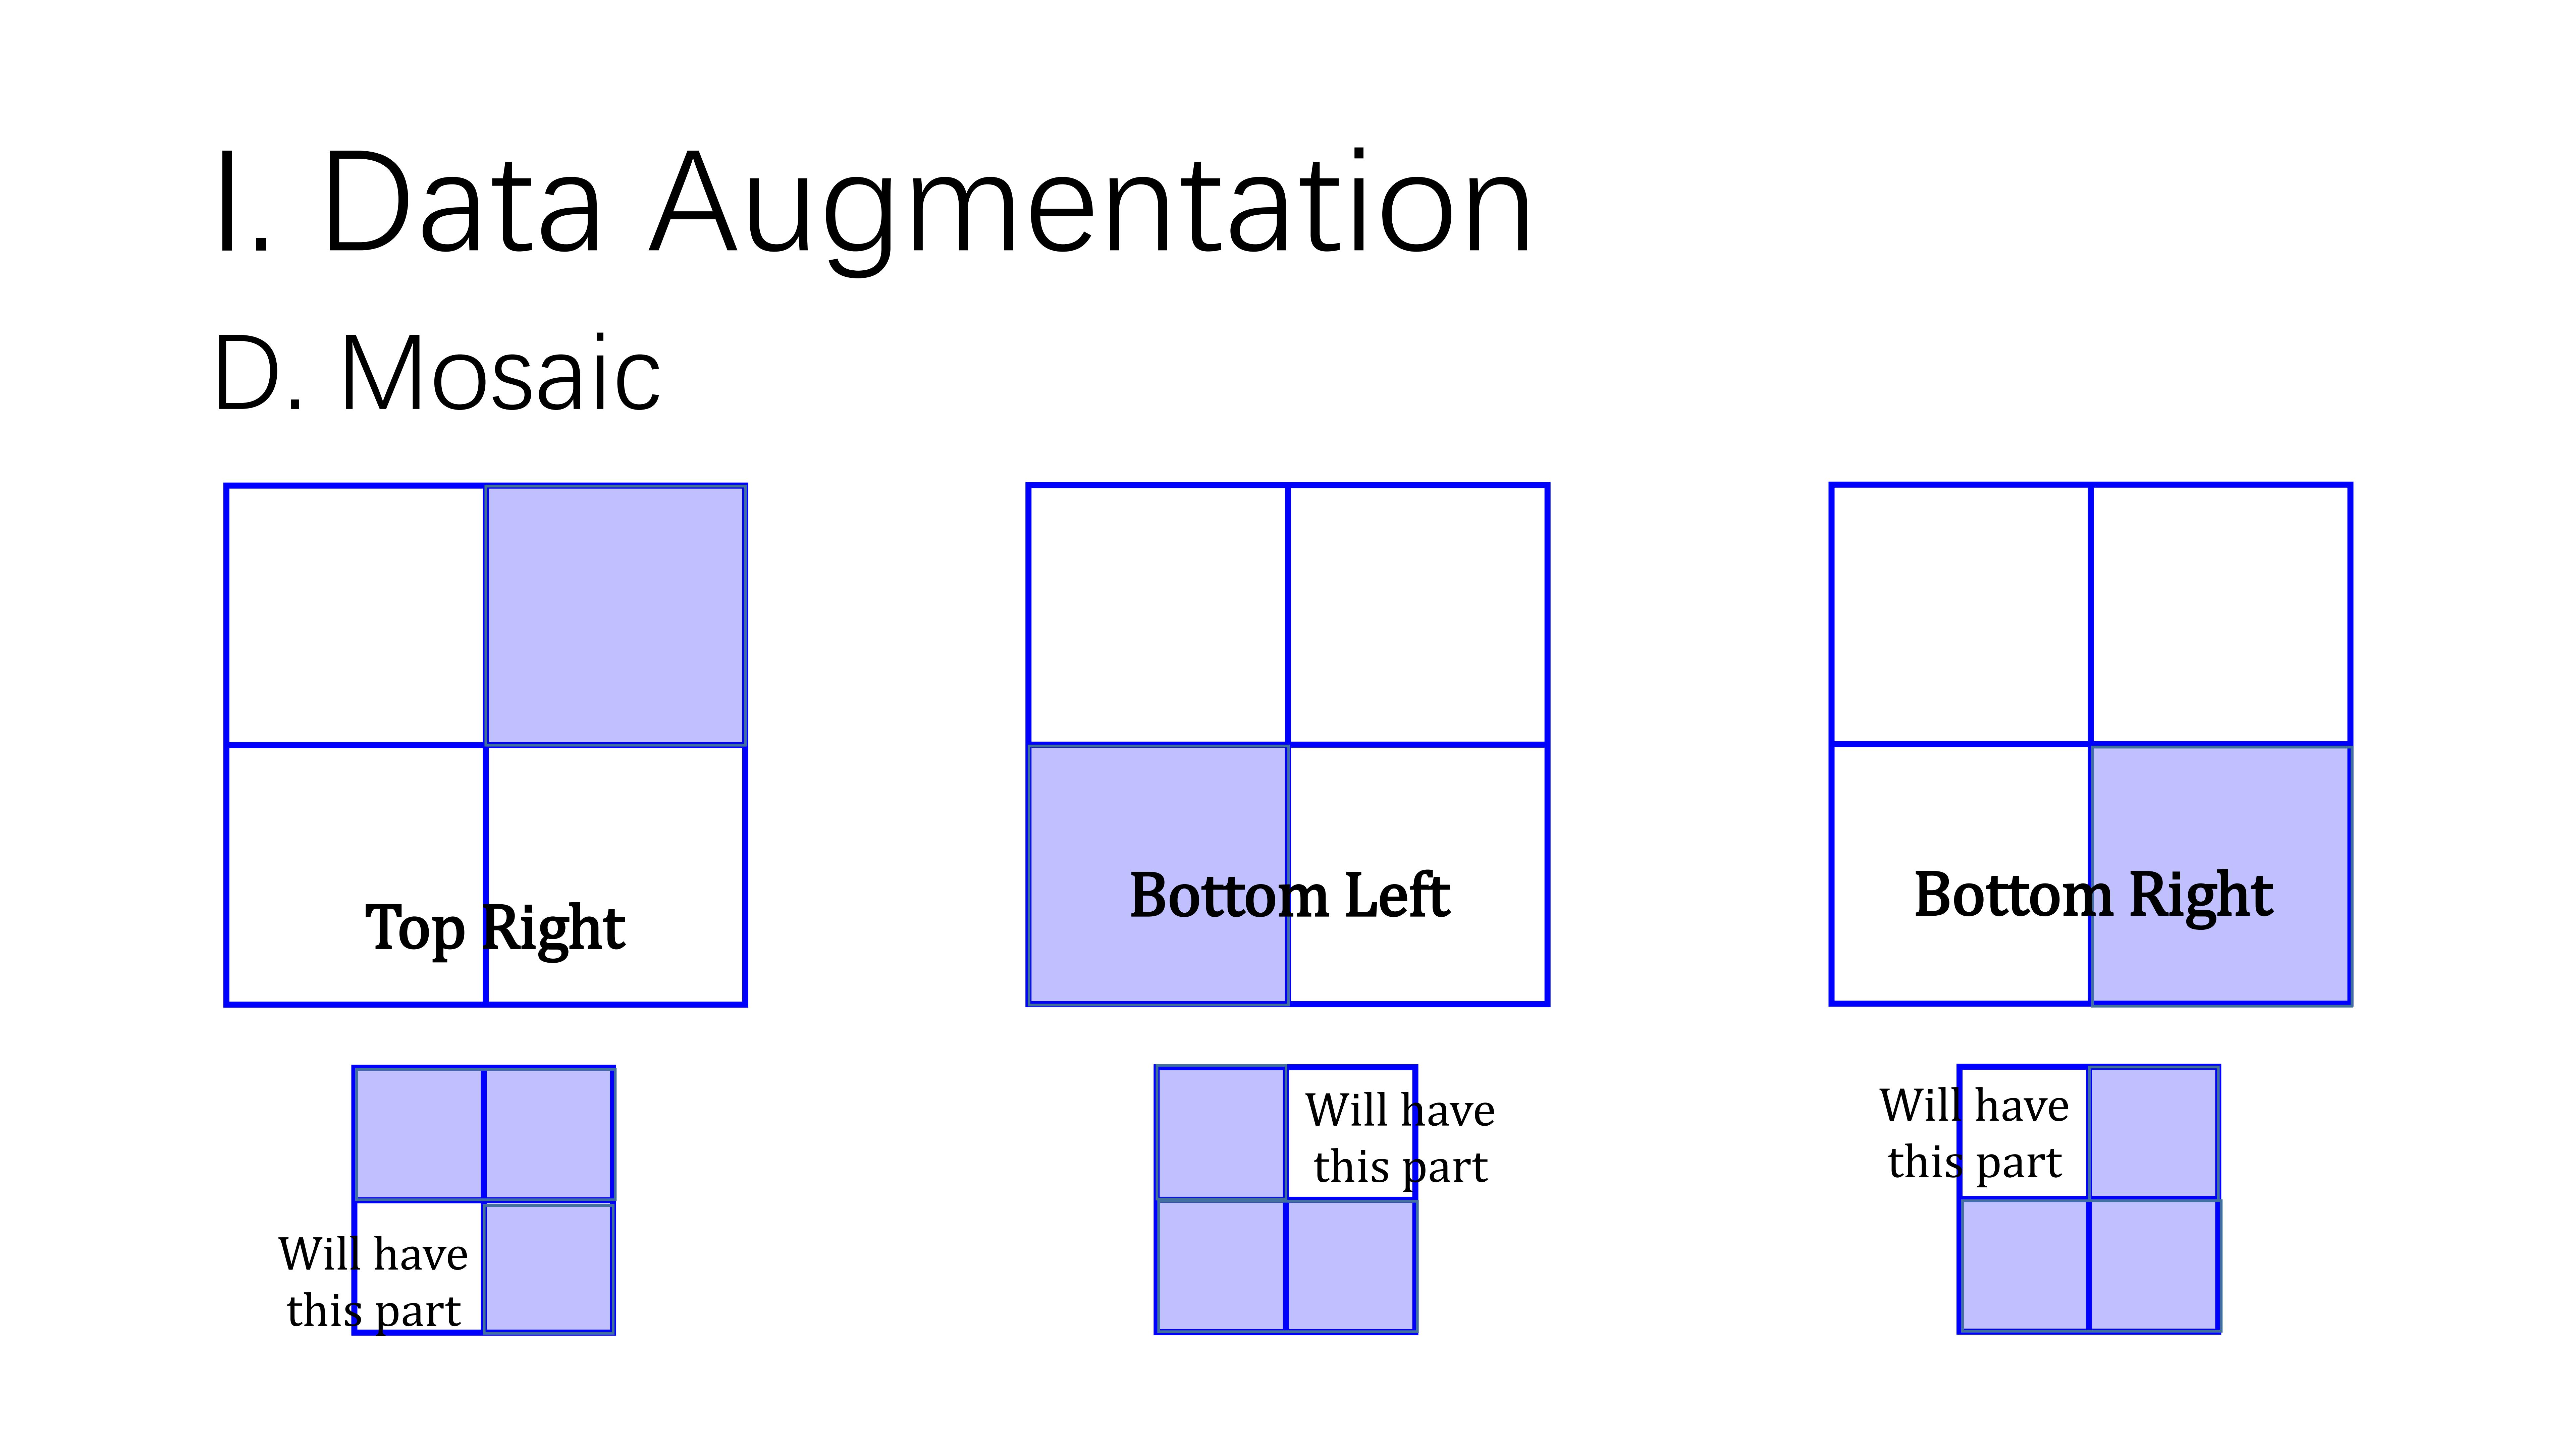 I. Data Augmentation
D. Mosaic
Top Right
Bottom Left
Bottom Right
Will have
this part
Will have
this part
Will have
this part